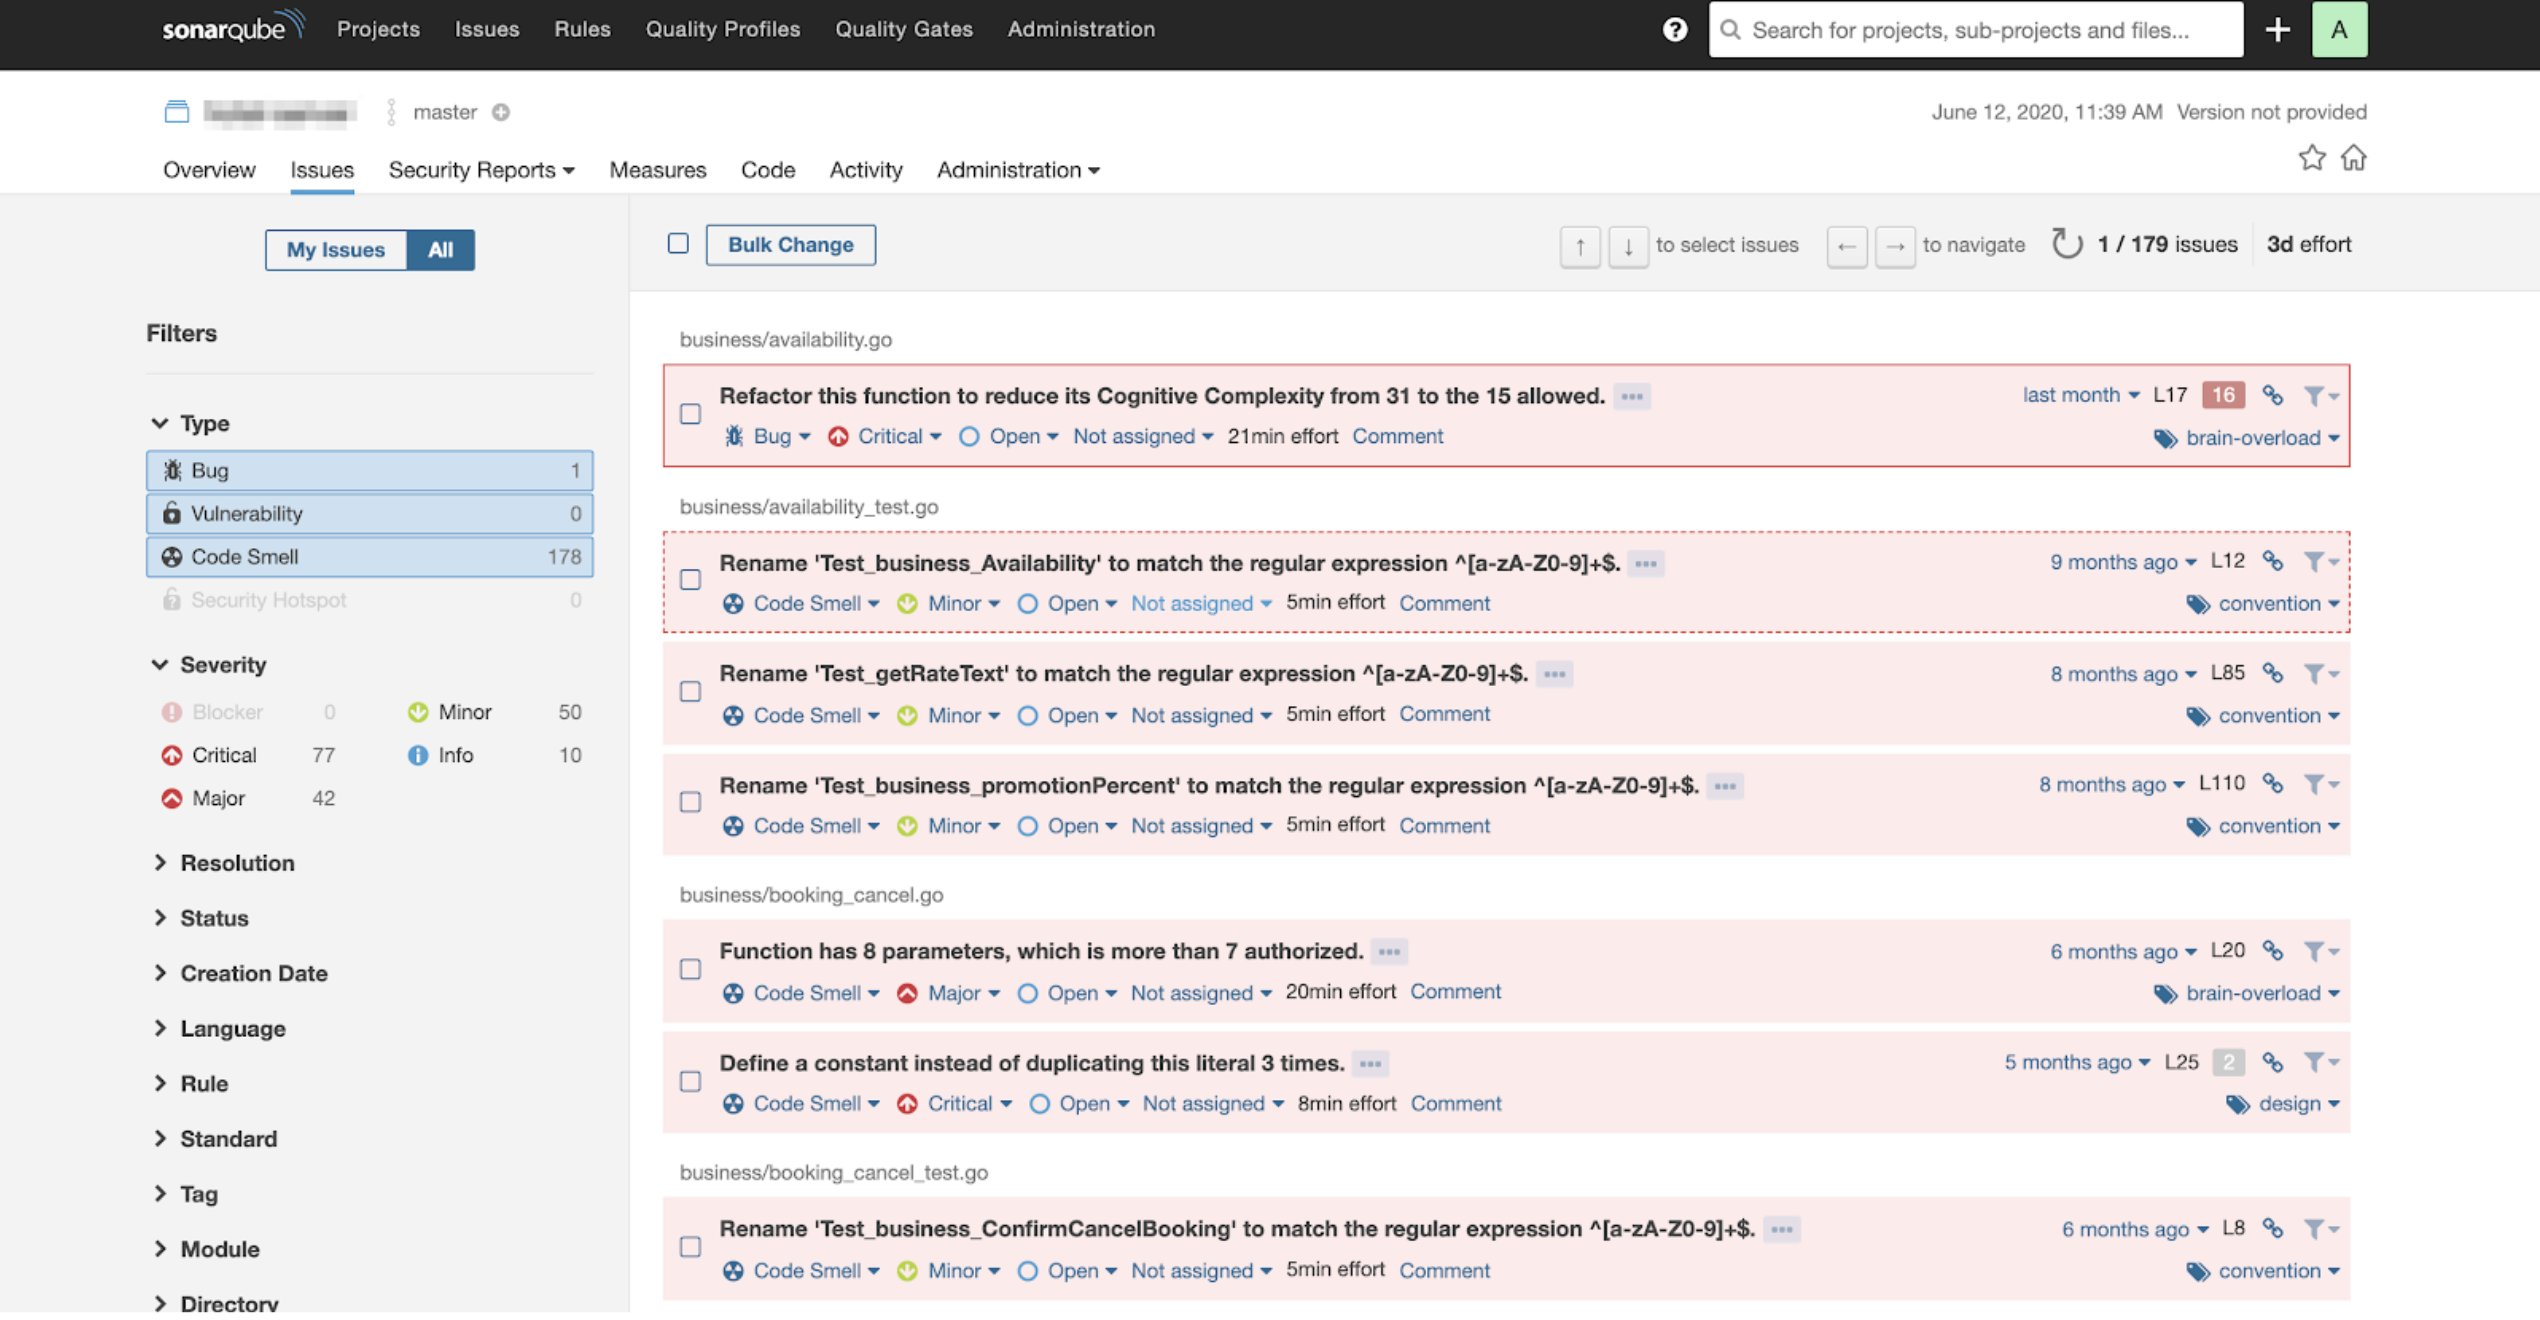 sonarqube Projects Issues Rules Quality Profiles Quality Gates Administration ? Search for projects, sub-projects and files... + A
master June 12, 2020, 11:39 AM Version not provided
Overview Issues Security Reports Measures Code Activity Administration
My Issues All
Filters
Type
Bug 1
Vulnerability 0
Code Smell 178
Security Hotspot 0
Severity
Blocker 0 Minor 50
Critical 77 Info 10
Major 42
Resolution
Status
Creation Date
Language
Rule
Standard
Tag
Module
Directory
Bulk Change ↑ ↓ to select issues ← → to navigate 1 / 179 issues 3d effort
business/availability.go
Refactor this function to reduce its Cognitive Complexity from 31 to the 15 allowed. ••• last month L17 16
Bug Critical Open Not assigned 21min effort Comment brain-overload
business/availability_test.go
Rename 'Test_business_Availability' to match the regular expression ^[a-zA-Z0-9]+$. ••• 9 months ago L12
Code Smell Minor Open Not assigned 5min effort Comment convention
Rename 'Test_getRateText' to match the regular expression ^[a-zA-Z0-9]+$. ••• 8 months ago L85
Code Smell Minor Open Not assigned 5min effort Comment convention
Rename 'Test_business_promotionPercent' to match the regular expression ^[a-zA-Z0-9]+$. ••• 8 months ago L110
Code Smell Minor Open Not assigned 5min effort Comment convention
business/booking_cancel.go
Function has 8 parameters, which is more than 7 authorized. ••• 6 months ago L20
Code Smell Major Open Not assigned 20min effort Comment brain-overload
Define a constant instead of duplicating this literal 3 times. ••• 5 months ago L25 2
Code Smell Critical Open Not assigned 8min effort Comment design
business/booking_cancel_test.go
Rename 'Test_business_ConfirmCancelBooking' to match the regular expression ^[a-zA-Z0-9]+$. ••• 6 months ago L8
Code Smell Minor Open Not assigned 5min effort Comment convention